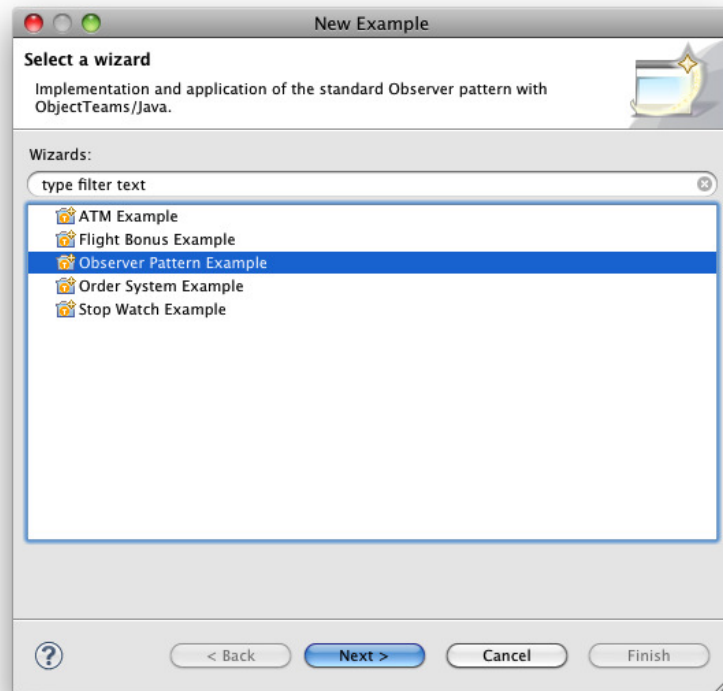 New Example
Select a wizard
Implementation and application of the standard Observer pattern with
ObjectTeams/Java.
Wizards:
type filter text
ATM Example
Flight Bonus Example
Observer Pattern Example
Order System Example
Stop Watch Example
?
< Back
Next >
Cancel
Finish